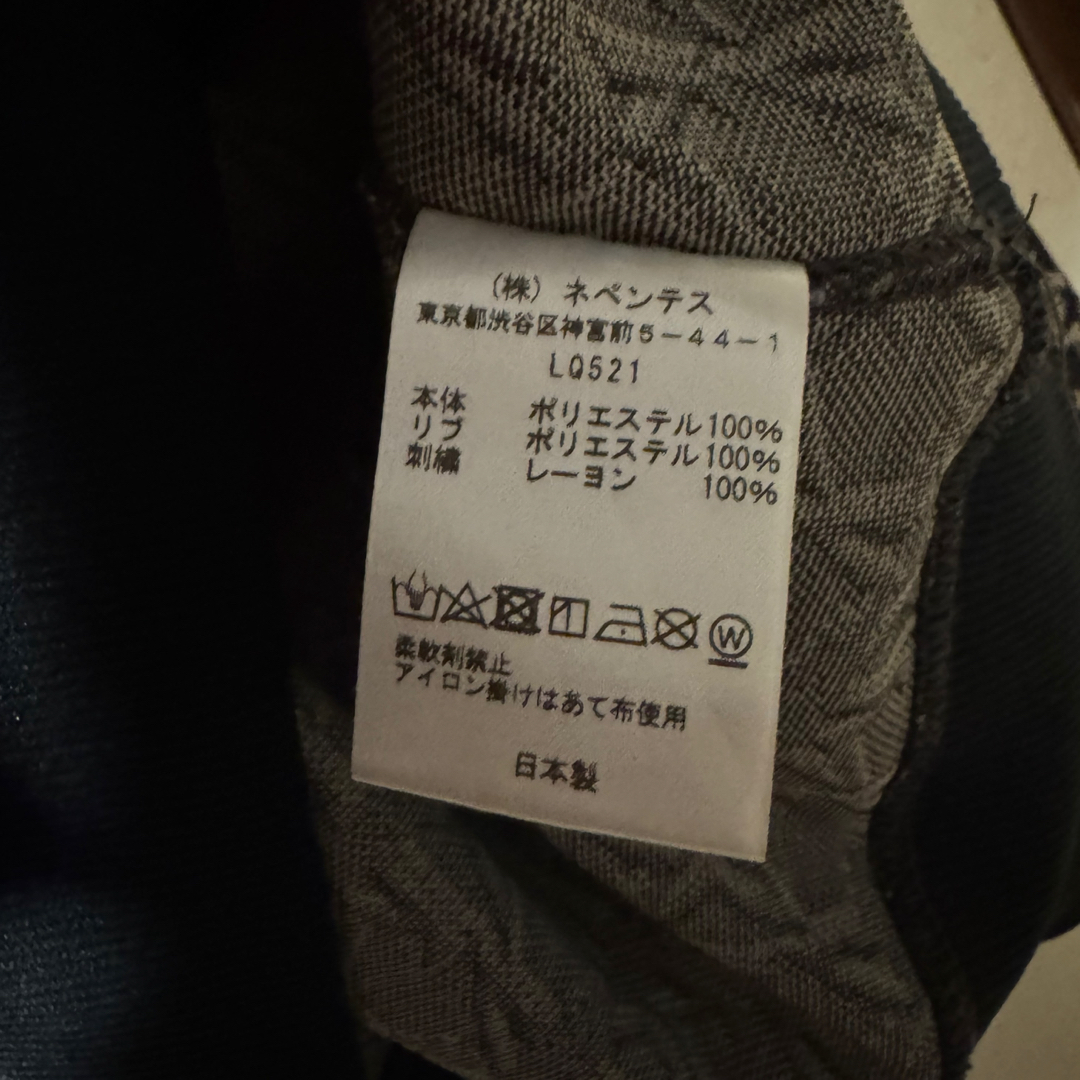 (株) ネペンテス
東京都渋谷区神宮前5-44-1
LQ521
本体 ポリエステル100%
リブ ポリエステル100%
刺繍 レーヨン 100%
W
柔軟剤禁止
アイロン掛けはあて布使用
日本製